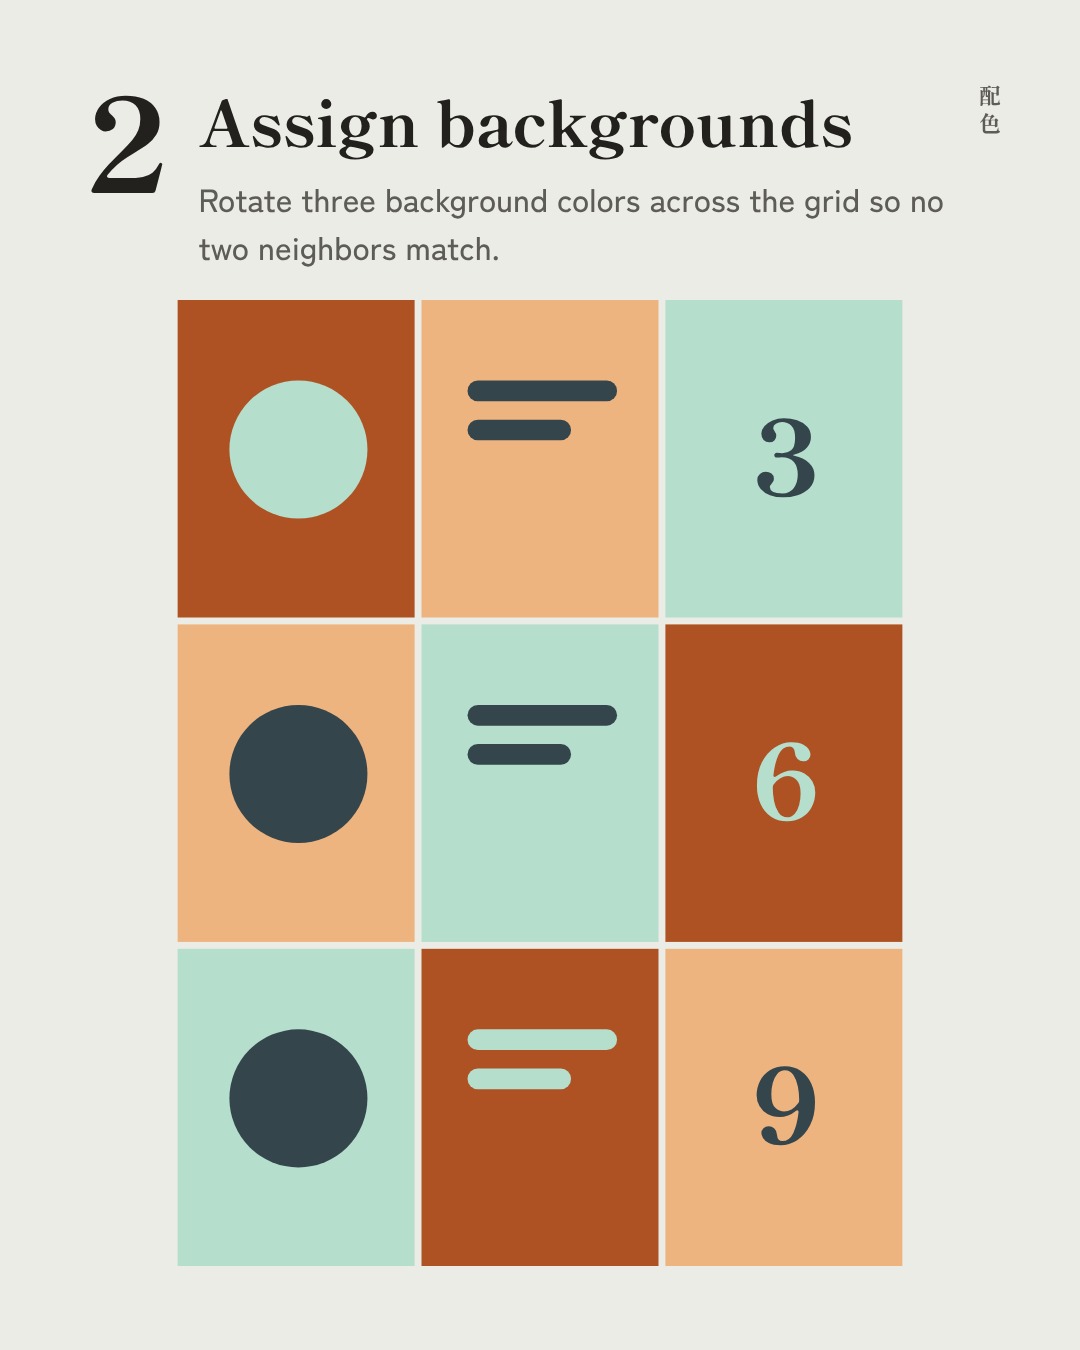 2
Assign backgrounds
配色
Rotate three background colors across the grid so no
two neighbors match.
3
6
9